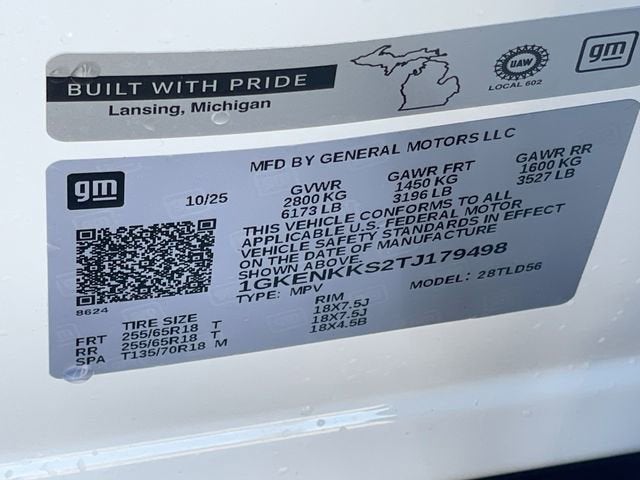 BUILT WITH PRIDE
Lansing, Michigan
UAW
LOCAL 602
gm
gm
MFD BY GENERAL MOTORS LLC
10/25
GVWR
2800 KG
6173 LB
GAWR FRT
1450 KG
3196 LB
GAWR RR
1600 KG
3527 LB
THIS VEHICLE CONFORMS TO ALL
APPLICABLE U.S. FEDERAL MOTOR
VEHICLE SAFETY STANDARDS IN EFFECT
ON THE DATE OF MANUFACTURE
SHOWN ABOVE.
1GKENKKS2TJ179498
TYPE: MPV
MODEL: 28TLD56
8624
TIRE SIZE
RIM
FRT 255/65R18 T 18X7.5J
RR 255/65R18 T 18X7.5J
SPA T135/70R18 M 18X4.5B